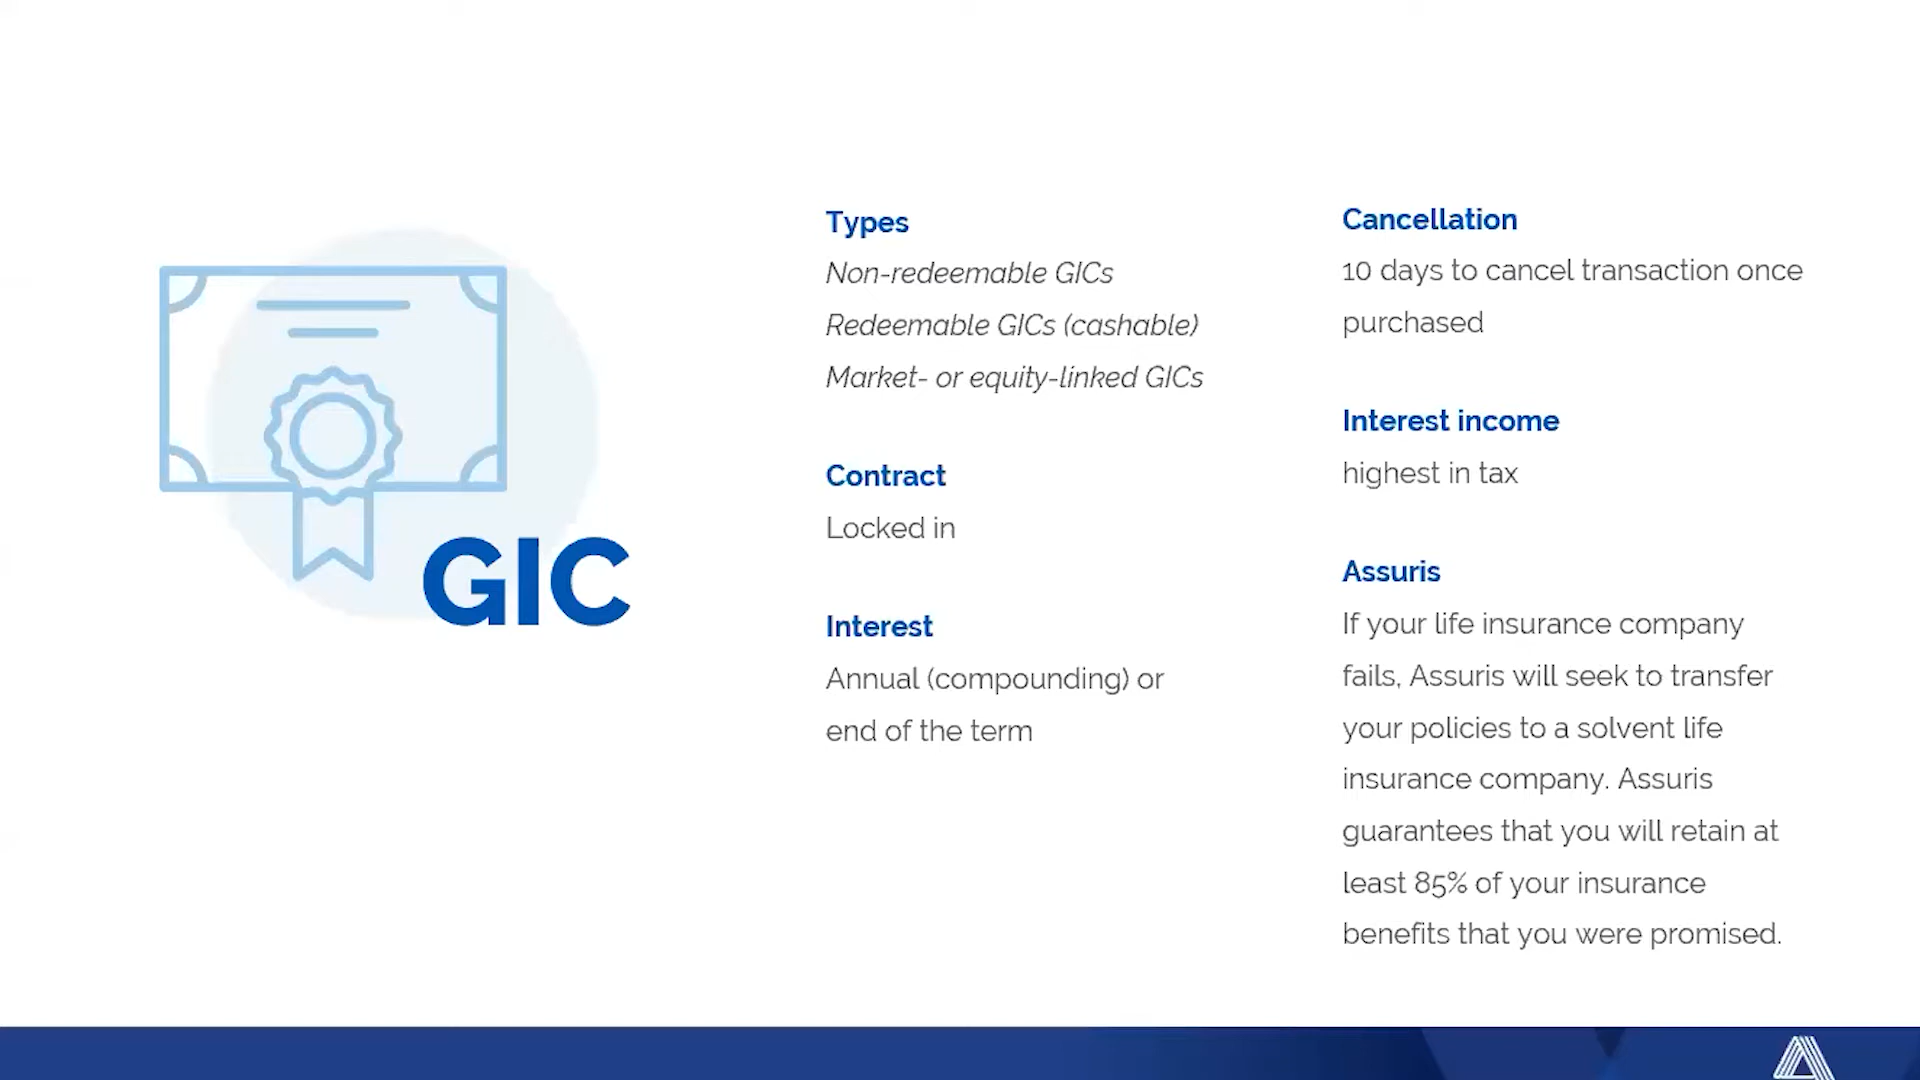 GIC
Types
Non-redeemable GICs
Redeemable GICs (cashable)
Market- or equity-linked GICs
Contract
Locked in
Interest
Annual (compounding) or
end of the term
Cancellation
10 days to cancel transaction once
purchased
Interest income
highest in tax
Assuris
If your life insurance company
fails, Assuris will seek to transfer
your policies to a solvent life
insurance company. Assuris
guarantees that you will retain at
least 85% of your insurance
benefits that you were promised.